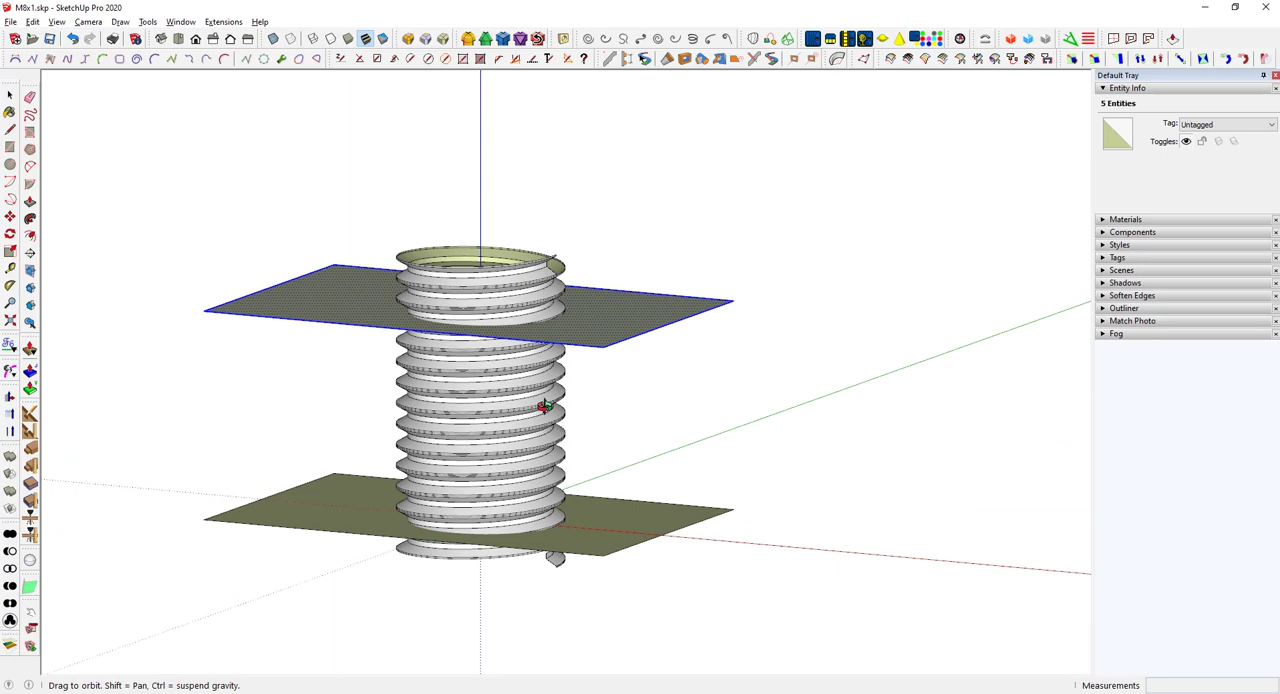 M8x1.skp - SketchUp Pro 2020
File Edit View Camera Draw Tools Window Extensions Help
Default Tray
Entity Info
5 Entities
Tag: Untagged
Toggles:
Materials
Components
Styles
Tags
Scenes
Shadows
Soften Edges
Outliner
Match Photo
Fog
Drag to orbit. Shift = Pan, Ctrl = suspend gravity.
Measurements